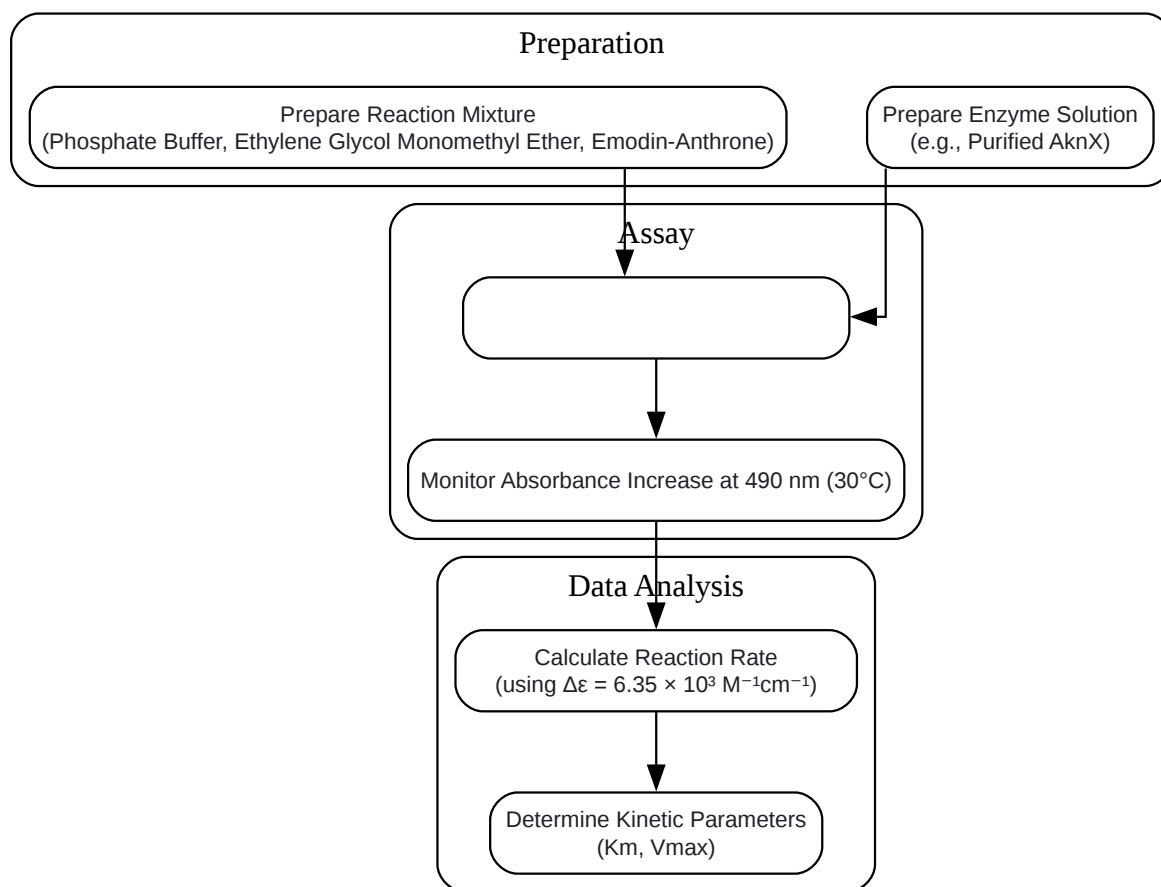 Preparation
Prepare Reaction Mixture
(Phosphate Buffer, Ethylene Glycol Monomethyl Ether, Emodin-Anthrone)
Prepare Enzyme Solution
(e.g., Purified AknX)
Assay
Monitor Absorbance Increase at 490 nm (30°C)
Data Analysis
Calculate Reaction Rate
(using Δε = 6.35 × 10³ M⁻¹cm⁻¹)
Determine Kinetic Parameters
(Km, Vmax)